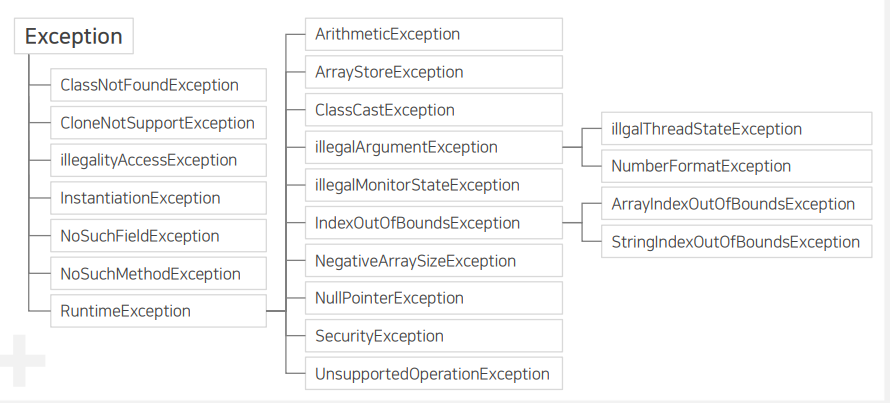 Exception
ClassNotFoundException
CloneNotSupportException
illegalityAccessException
InstantiationException
NoSuchFieldException
NoSuchMethodException
RuntimeException
ArithmeticException
ArrayStoreException
ClassCastException
illegalArgumentException
illegalMonitorStateException
IndexOutOfBoundsException
NegativeArraySizeException
NullPointerException
SecurityException
UnsupportedOperationException
illgalThreadStateException
NumberFormatException
ArrayIndexOutOfBoundsException
StringIndexOutOfBoundsException